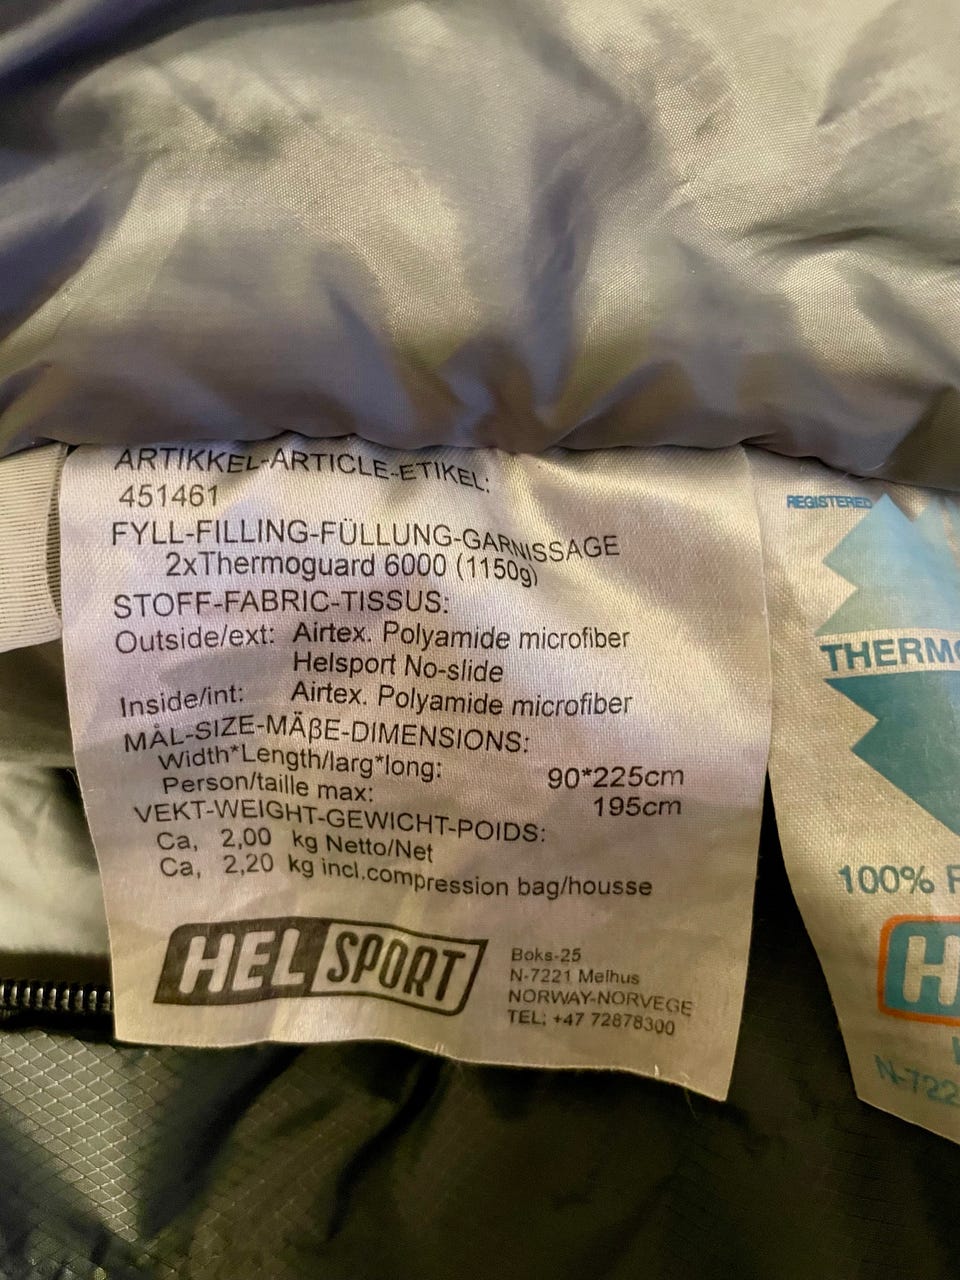 ARTIKKEL-ARTICLE-ETIKEL:
451461
FYLL-FILLING-FÜLLUNG-GARNISSAGE
2xThermoguard 6000 (1150g)
STOFF-FABRIC-TISSUS:
Outside/ext: Airtex. Polyamide microfiber
Helsport No-slide
Inside/int: Airtex. Polyamide microfiber
MÅL-SIZE-MÄβE-DIMENSIONS:
Width*Length/larg*long: 90*225cm
Person/taille max: 195cm
VEKT-WEIGHT-GEWICHT-POIDS:
Ca, 2,00 kg Netto/Net
Ca, 2,20 kg incl.compression bag/housse
HELSPORT
Boks-25
N-7221 Melhus
NORWAY-NORVEGE
TEL; +47 72878300
REGISTERED
THERMO
100%
H
N-722